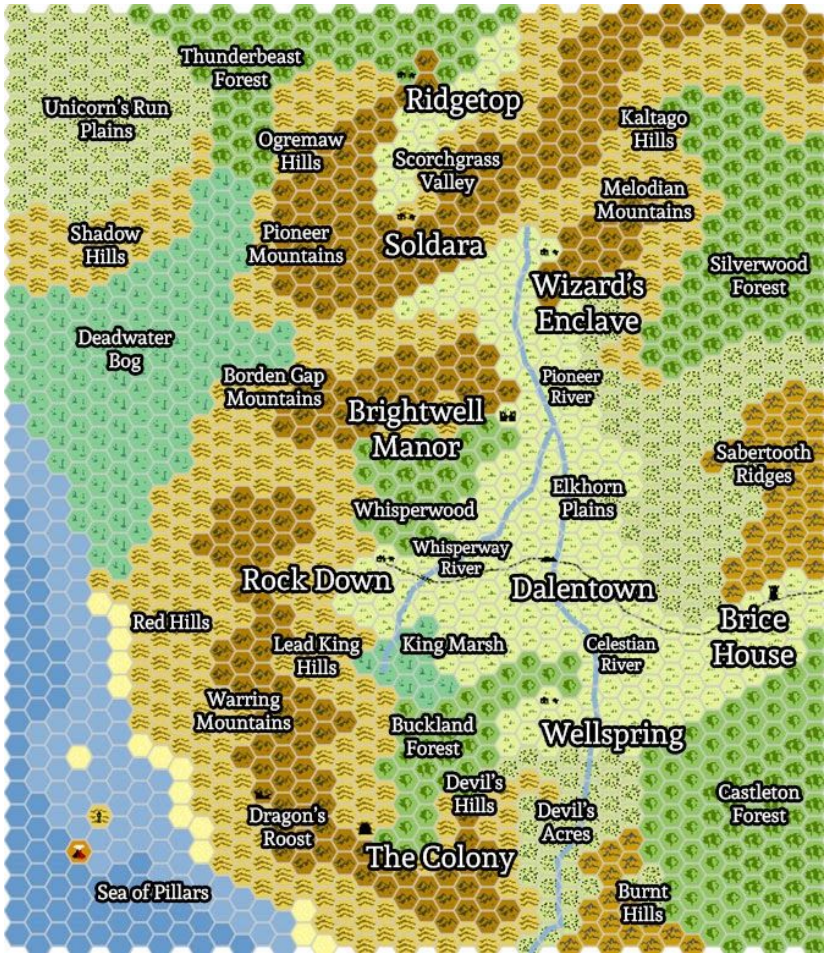 Thunderbeast
Forest
Unicorn's Run
Plains
Ridgetop
Kaltago
Hills
Ogremaw
Hills
Scorchgrass
Valley
Melodian
Mountains
Shadow
Hills
Pioneer
Mountains
Soldara
Silverwood
Forest
Wizard's
Enclave
Deadwater
Bog
Borden Gap
Mountains
Pioneer
River
Brightwell
Manor
Sabertooth
Ridges
Elkhorn
Plains
Whisperwood
Whisperway
River
Rock Down
Dalentown
Brice
House
Red Hills
Lead King
Hills
King Marsh
Celestian
River
Warring
Mountains
Buckland
Forest
Wellspring
Devil's
Hills
Castleton
Forest
Dragon's
Roost
Devil's
Acres
The Colony
Sea of Pillars
Burnt
Hills